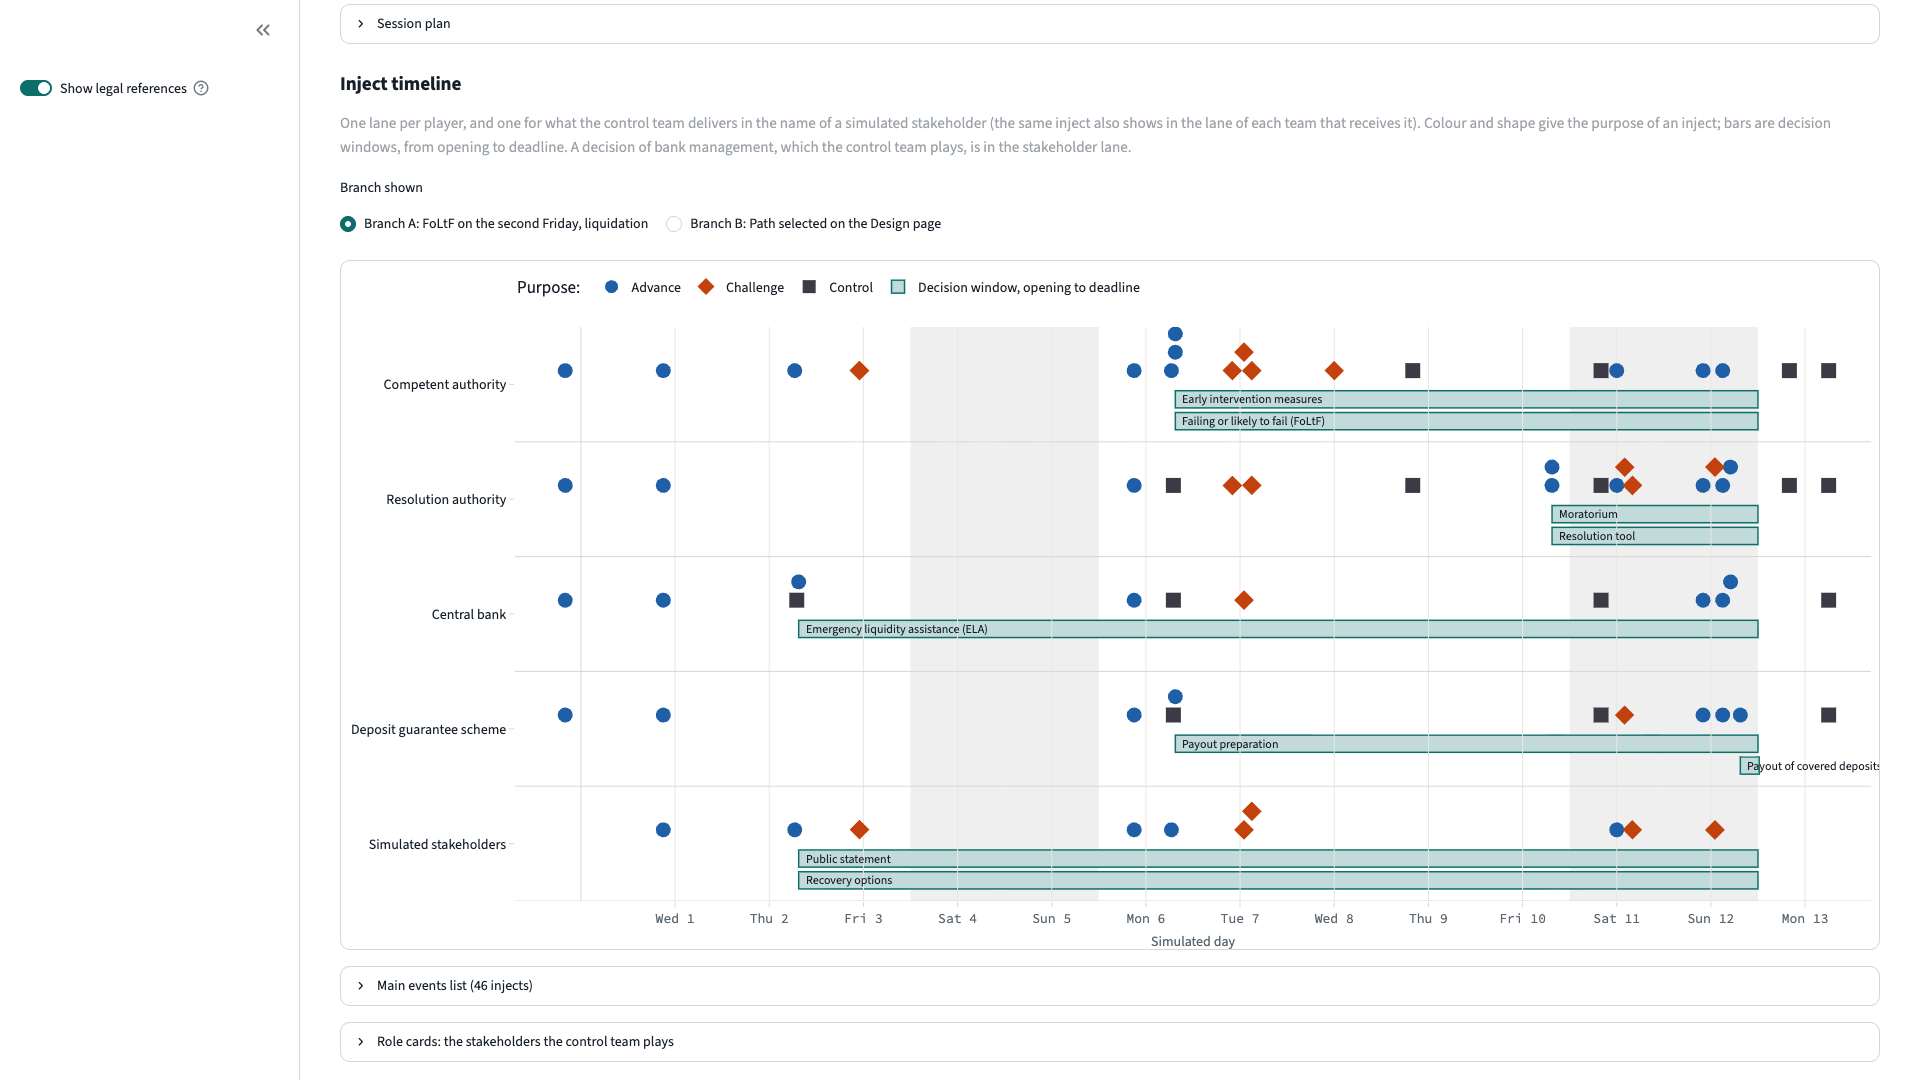 Session plan
Show legal references
Inject timeline
One lane per player, and one for what the control team delivers in the name of a simulated stakeholder (the same inject also shows in the lane of each team that receives it). Colour and shape give the purpose of an inject; bars are decision
windows, from opening to deadline. A decision of bank management, which the control team plays, is in the stakeholder lane.
Branch shown
Branch A: FoLtF on the second Friday, liquidation Branch B: Path selected on the Design page
Purpose: Advance Challenge Control Decision window, opening to deadline
Competent authority
Early intervention measures
Failing or likely to fail (FoLtF)
Resolution authority
Moratorium
Resolution tool
Central bank
Emergency liquidity assistance (ELA)
Deposit guarantee scheme
Payout preparation
Payout of covered deposits
Simulated stakeholders
Public statement
Recovery options
Wed 1 Thu 2 Fri 3 Sat 4 Sun 5 Mon 6 Tue 7 Wed 8 Thu 9 Fri 10 Sat 11 Sun 12 Mon 13
Simulated day
Main events list (46 injects)
Role cards: the stakeholders the control team plays